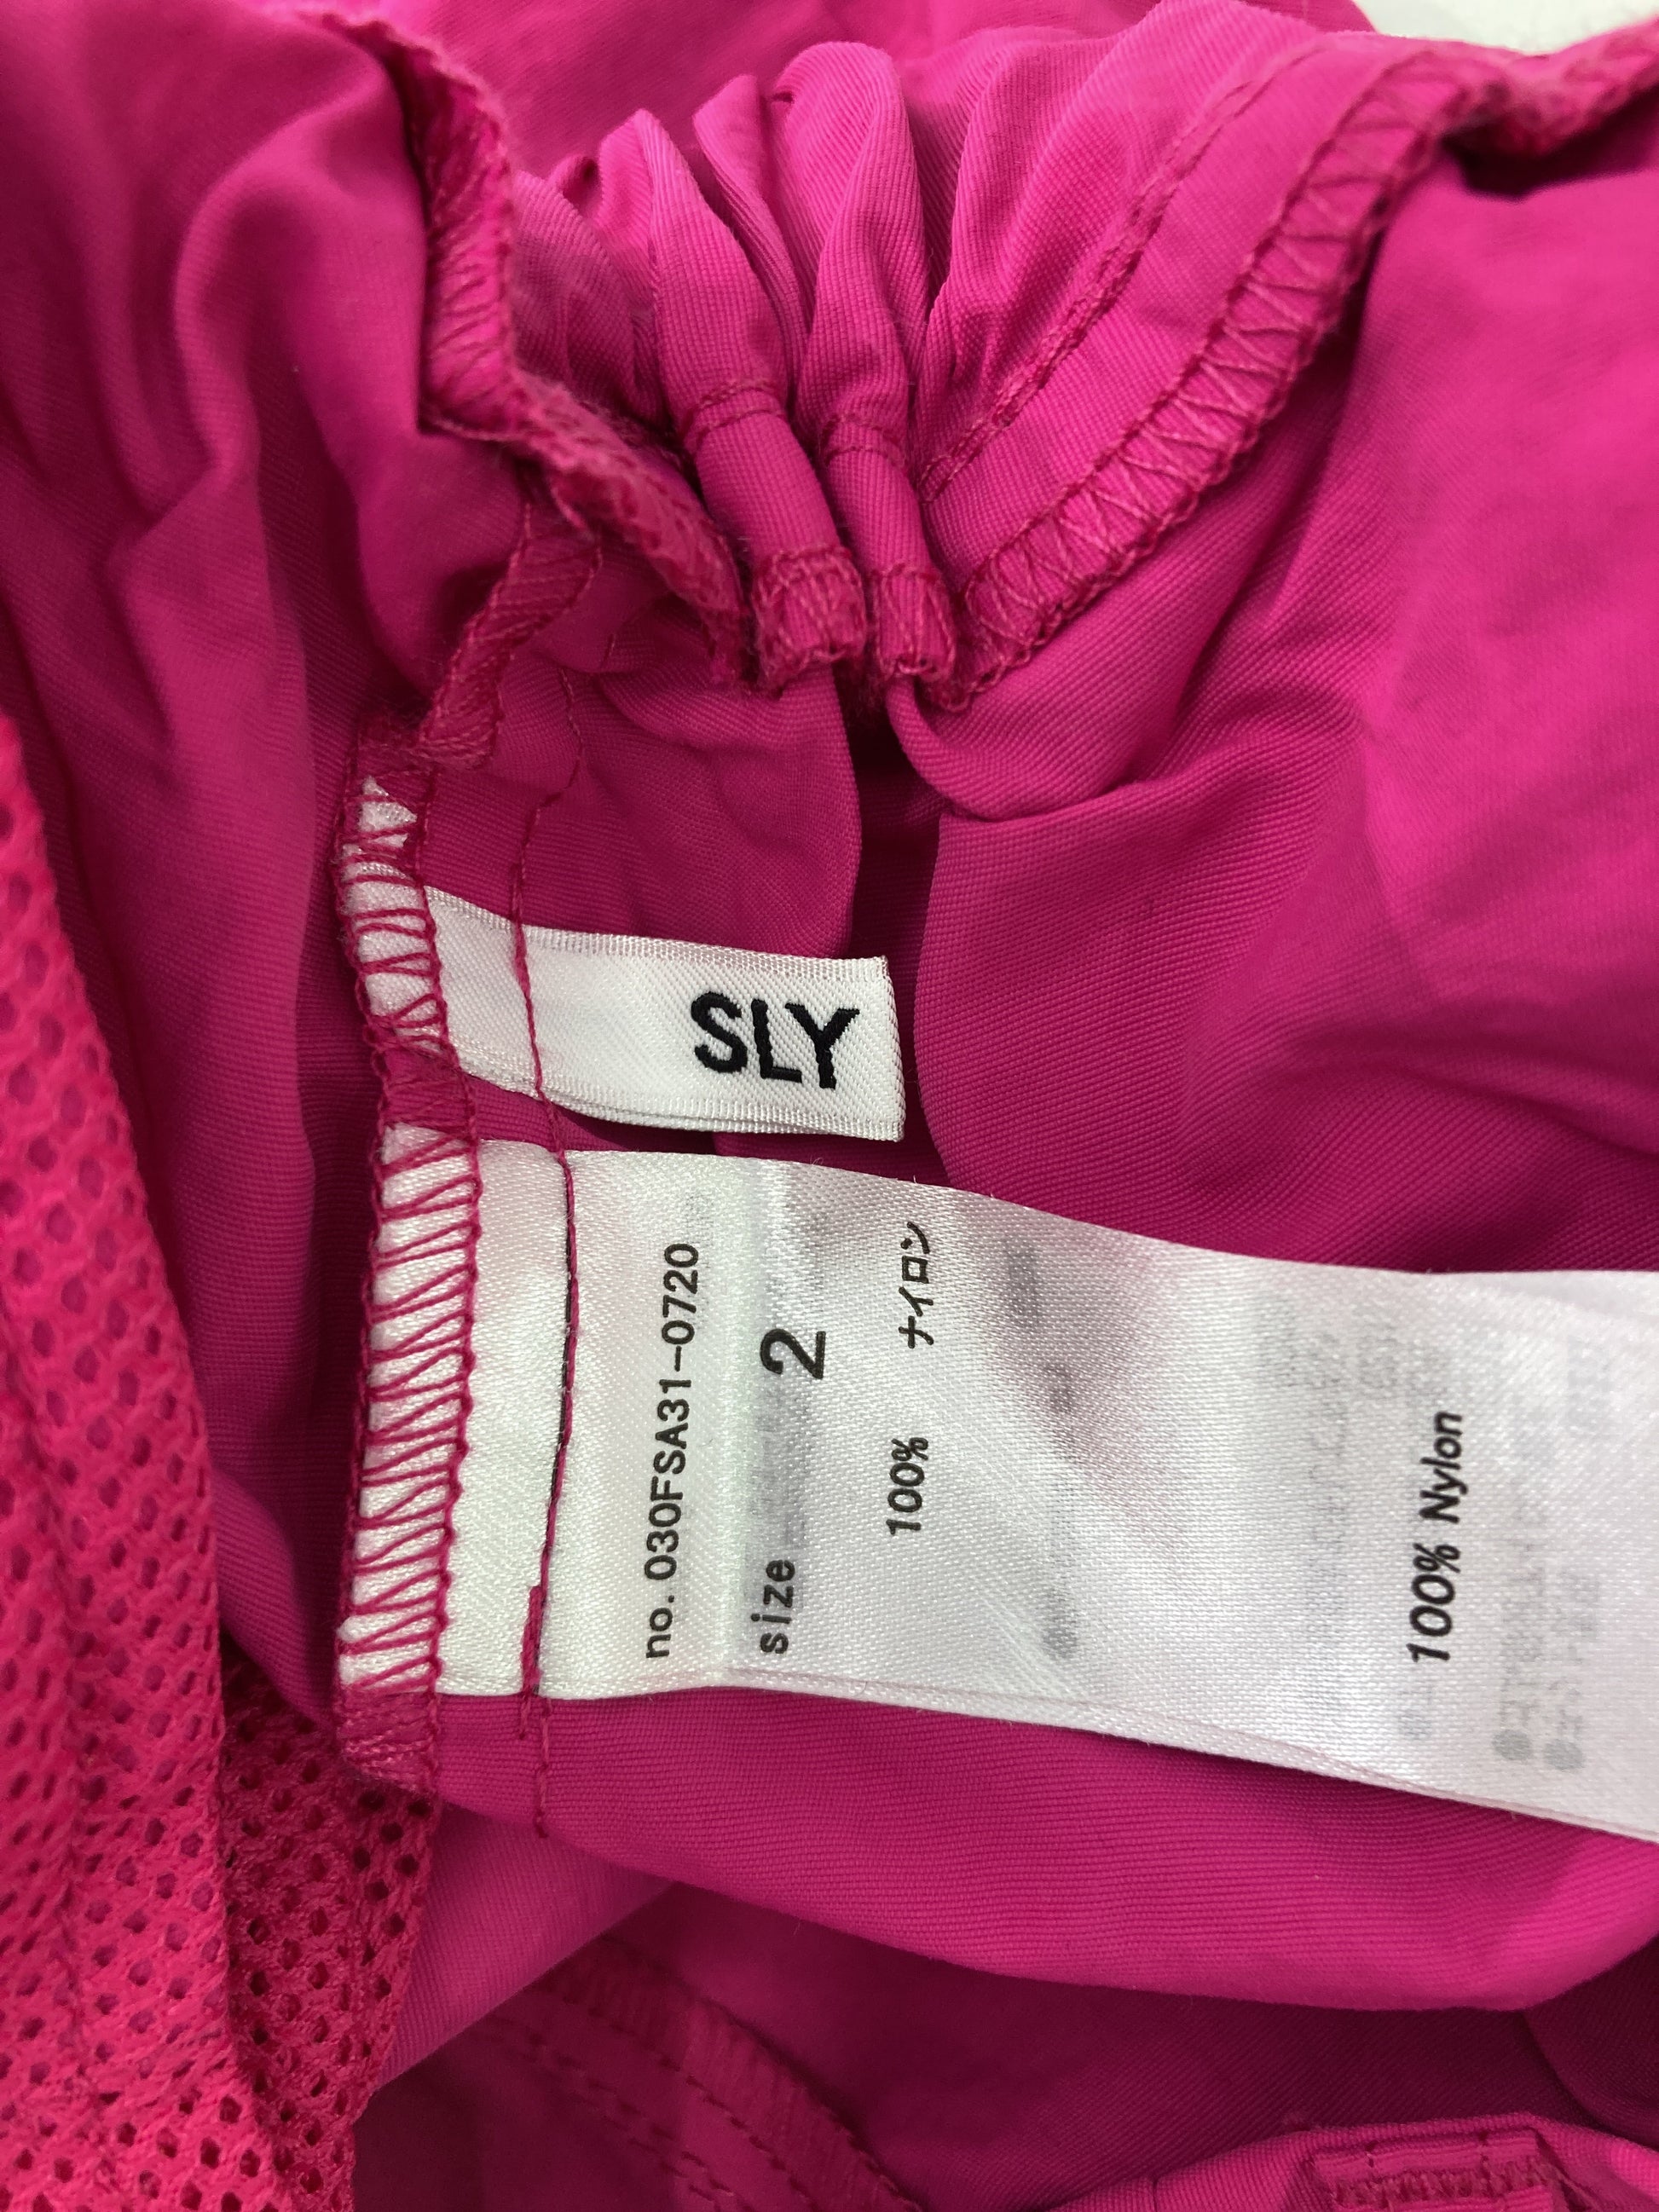 SLY
no. 030FSA31-0720
size 2
100% ナイロン
100% Nylon